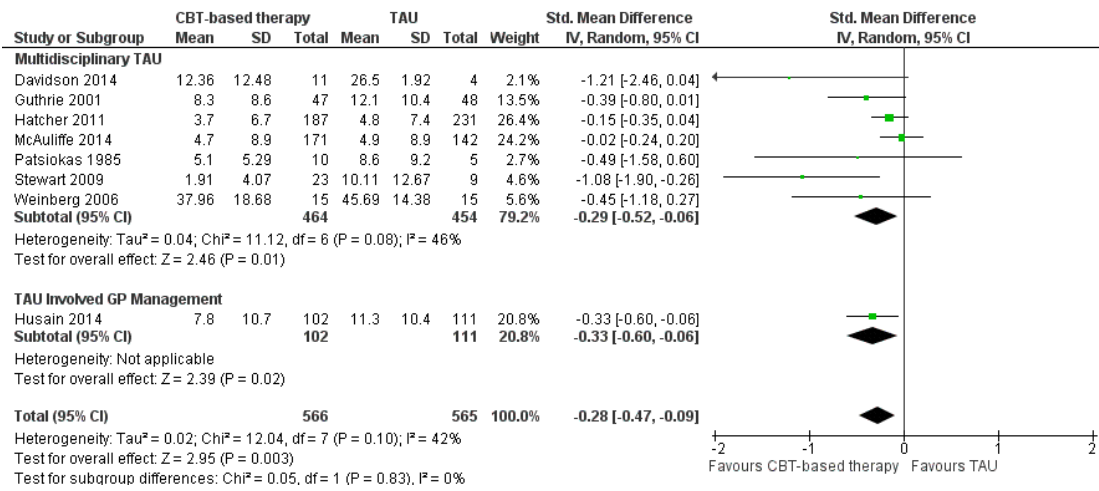 CBT-based therapy TAU Std. Mean Difference Std. Mean Difference
Study or Subgroup Mean SD Total Mean SD Total Weight IV, Random, 95% CI IV, Random, 95% CI
Multidisciplinary TAU
Davidson 2014 12.36 12.48 11 26.5 1.92 4 2.1% -1.21 [-2.46, 0.04]
Guthrie 2001 8.3 8.6 47 12.1 10.4 48 13.5% -0.39 [-0.80, 0.01]
Hatcher 2011 3.7 6.7 187 4.8 7.4 231 26.4% -0.15 [-0.35, 0.04]
McAuliffe 2014 4.7 8.9 171 4.9 8.9 142 24.2% -0.02 [-0.24, 0.20]
Patsiokas 1985 5.1 5.29 10 8.6 9.2 5 2.7% -0.49 [-1.58, 0.60]
Stewart 2009 1.91 4.07 23 10.11 12.67 9 4.6% -1.08 [-1.90, -0.26]
Weinberg 2006 37.96 18.68 15 45.69 14.38 15 5.6% -0.45 [-1.18, 0.27]
Subtotal (95% CI) 464 454 79.2% -0.29 [-0.52, -0.06]
Heterogeneity: Tau² = 0.04; Chi² = 11.12, df = 6 (P = 0.08); I² = 46%
Test for overall effect: Z = 2.46 (P = 0.01)
TAU Involved GP Management
Husain 2014 7.8 10.7 102 11.3 10.4 111 20.8% -0.33 [-0.60, -0.06]
Subtotal (95% CI) 102 111 20.8% -0.33 [-0.60, -0.06]
Heterogeneity: Not applicable
Test for overall effect: Z = 2.39 (P = 0.02)
Total (95% CI) 566 565 100.0% -0.28 [-0.47, -0.09]
Heterogeneity: Tau² = 0.02; Chi² = 12.04, df = 7 (P = 0.10); I² = 42%
Test for overall effect: Z = 2.95 (P = 0.003)
Test for subgroup differences: Chi² = 0.05, df = 1 (P = 0.83), I² = 0%
-2 -1 0 1 2
Favours CBT-based therapy Favours TAU